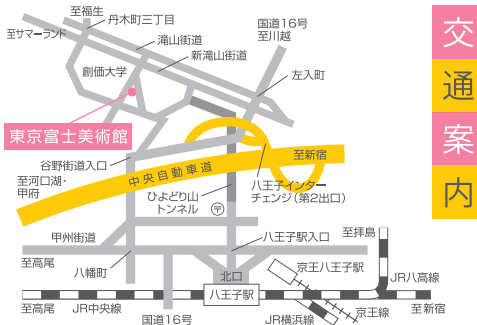 至福生
丹木町三丁目
国道16号
至川越
至サマーランド
滝山街道
新滝山街道
創価大学
左入町
東京富士美術館
谷野街道入口
至新宿
中央自動車道
至河口湖・
甲府
ひよどり山
トンネル
〒
八王子インター
チェンジ(第2出口)
甲州街道
八王子駅入口
至拝島
至高尾
八幡町
北口
京王八王子駅
JR八高線
八王子駅
至高尾
JR中央線
国道16号
JR横浜線
京王線
至新宿
交
通
案
内